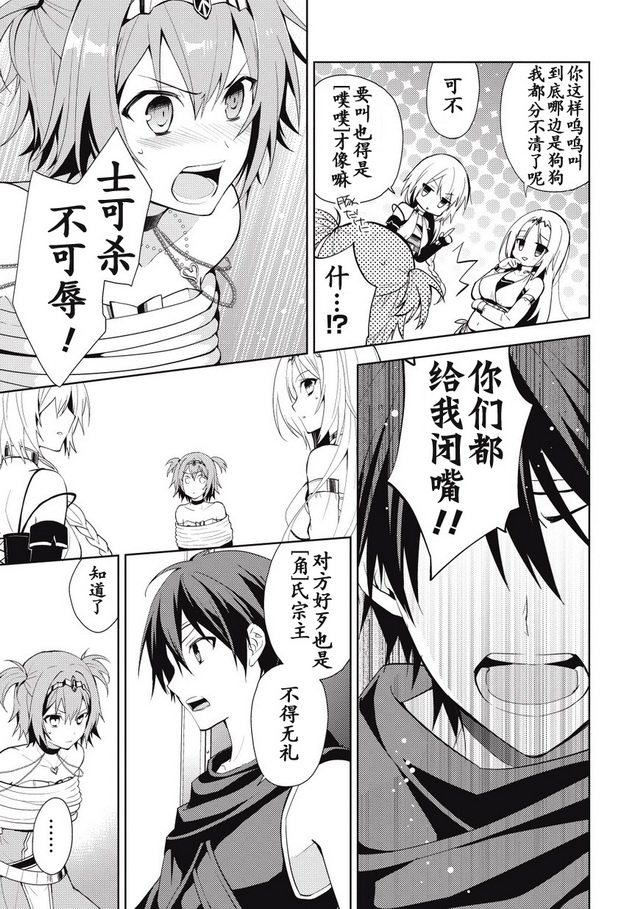 你这样呜呜叫
到底哪边是狗狗
我都分不清了呢
可不
要叫也得是
[噗噗]才像嘛
什…!?
士可杀
不可辱!
你们都
给我闭嘴!!
对方好歹也是
[角]氏宗主
不得无礼
知道了
……